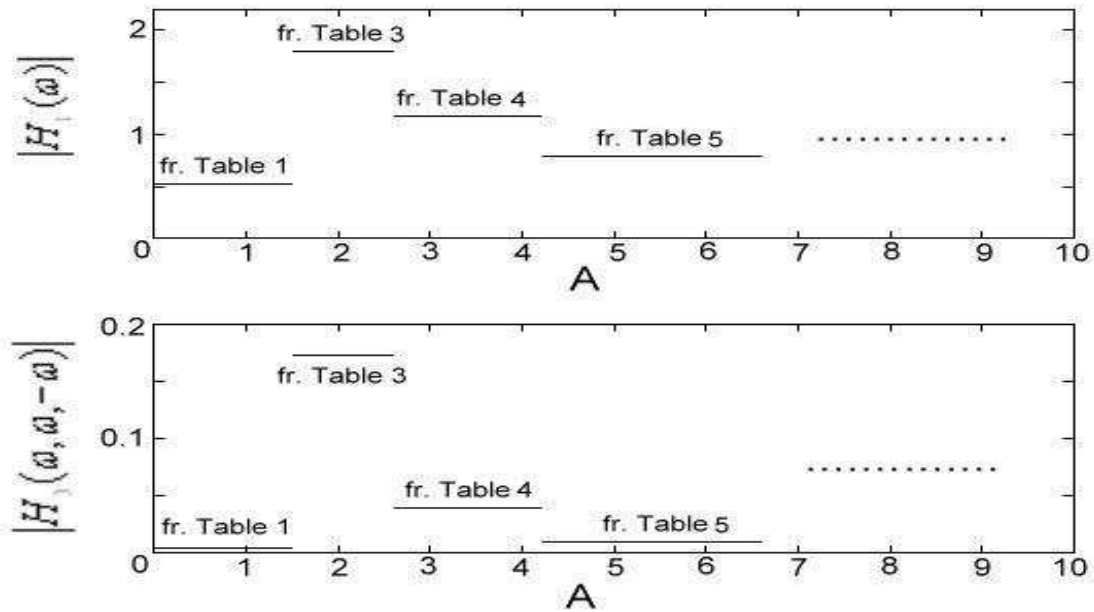 |H₁(ϖ)|
2
1
0
fr. Table 1
fr. Table 3
fr. Table 4
fr. Table 5
1 2 3 4 5 6 7 8 9 10
A
|H₃(ϖ, ϖ, −ϖ)|
0.2
0.1
0
fr. Table 1
fr. Table 3
fr. Table 4
fr. Table 5
1 2 3 4 5 6 7 8 9 10
A